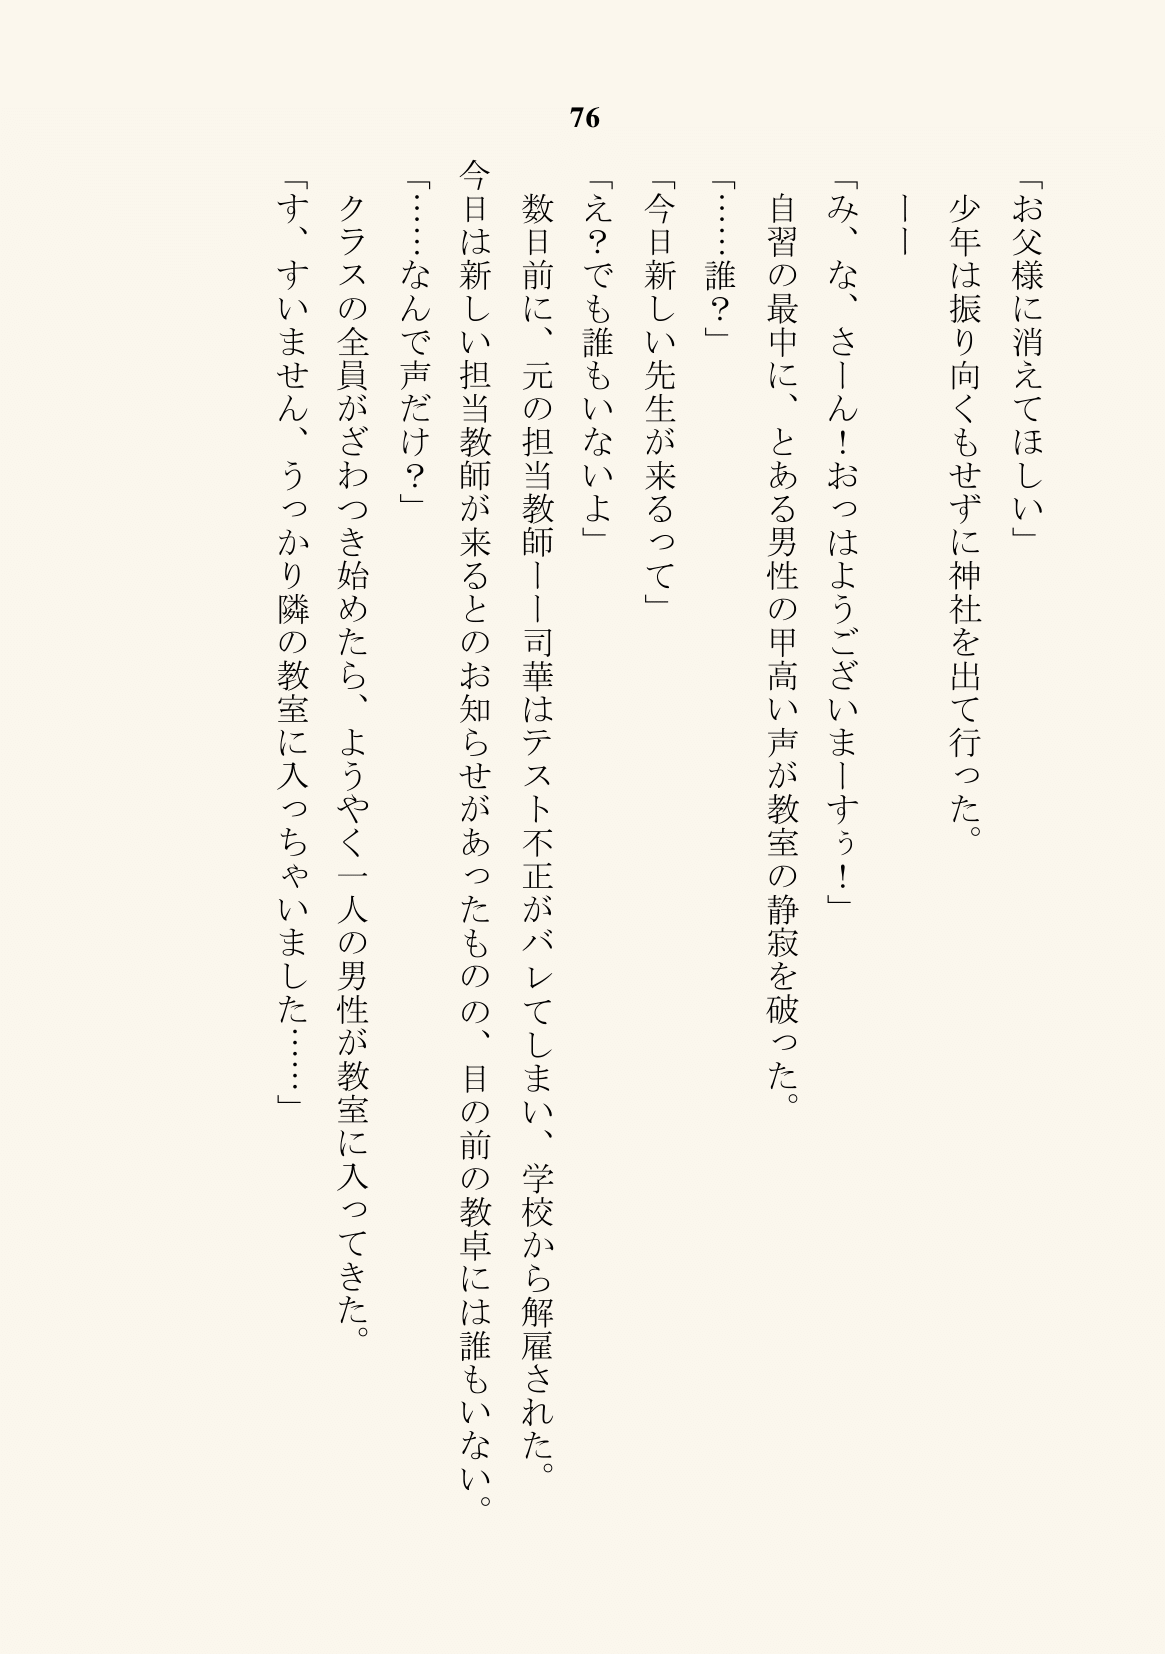 76
「お父様に消えてほしい」
　少年は振り向くもせずに神社を出て行った。
　ーー
「み、な、さーん！おっはようございまーすぅ！」
　自習の最中に、とある男性の甲高い声が教室の静寂を破った。
「……誰？」
「今日新しい先生が来るって」
「え？でも誰もいないよ」
　数日前に、元の担当教師ーー司華はテスト不正がバレてしまい、学校から解雇された。
今日は新しい担当教師が来るとのお知らせがあったものの、目の前の教卓には誰もいない。
「……なんで声だけ？」
　クラスの全員がざわつき始めたら、ようやく一人の男性が教室に入ってきた。
「す、すいません、うっかり隣の教室に入っちゃいました……」